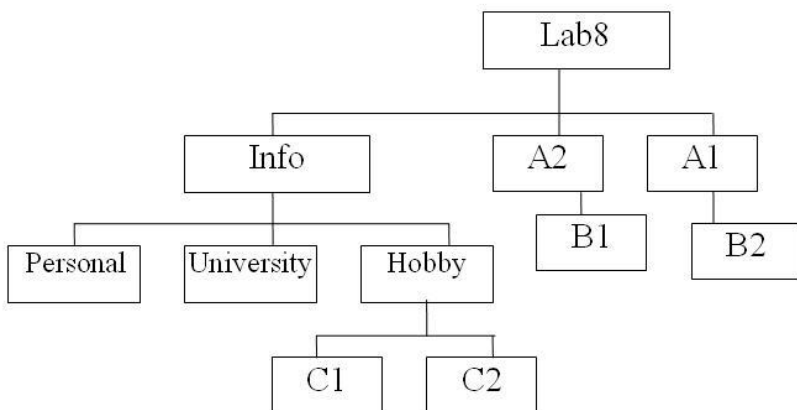 Lab8
Info
A2
A1
B1
B2
Personal
University
Hobby
C1
C2